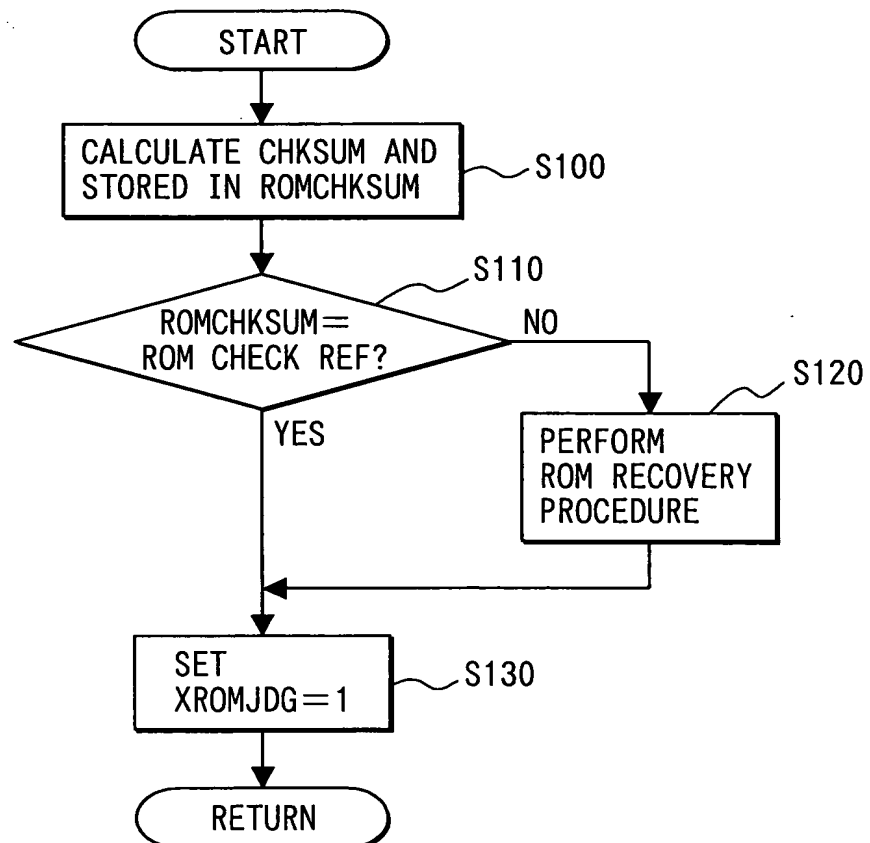 START
CALCULATE CHKSUM AND
STORED IN ROMCHKSUM
S100
S110
ROMCHKSUM=
ROM CHECK REF?
NO
YES
S120
PERFORM
ROM RECOVERY
PROCEDURE
SET
XROMJDG=1
S130
RETURN